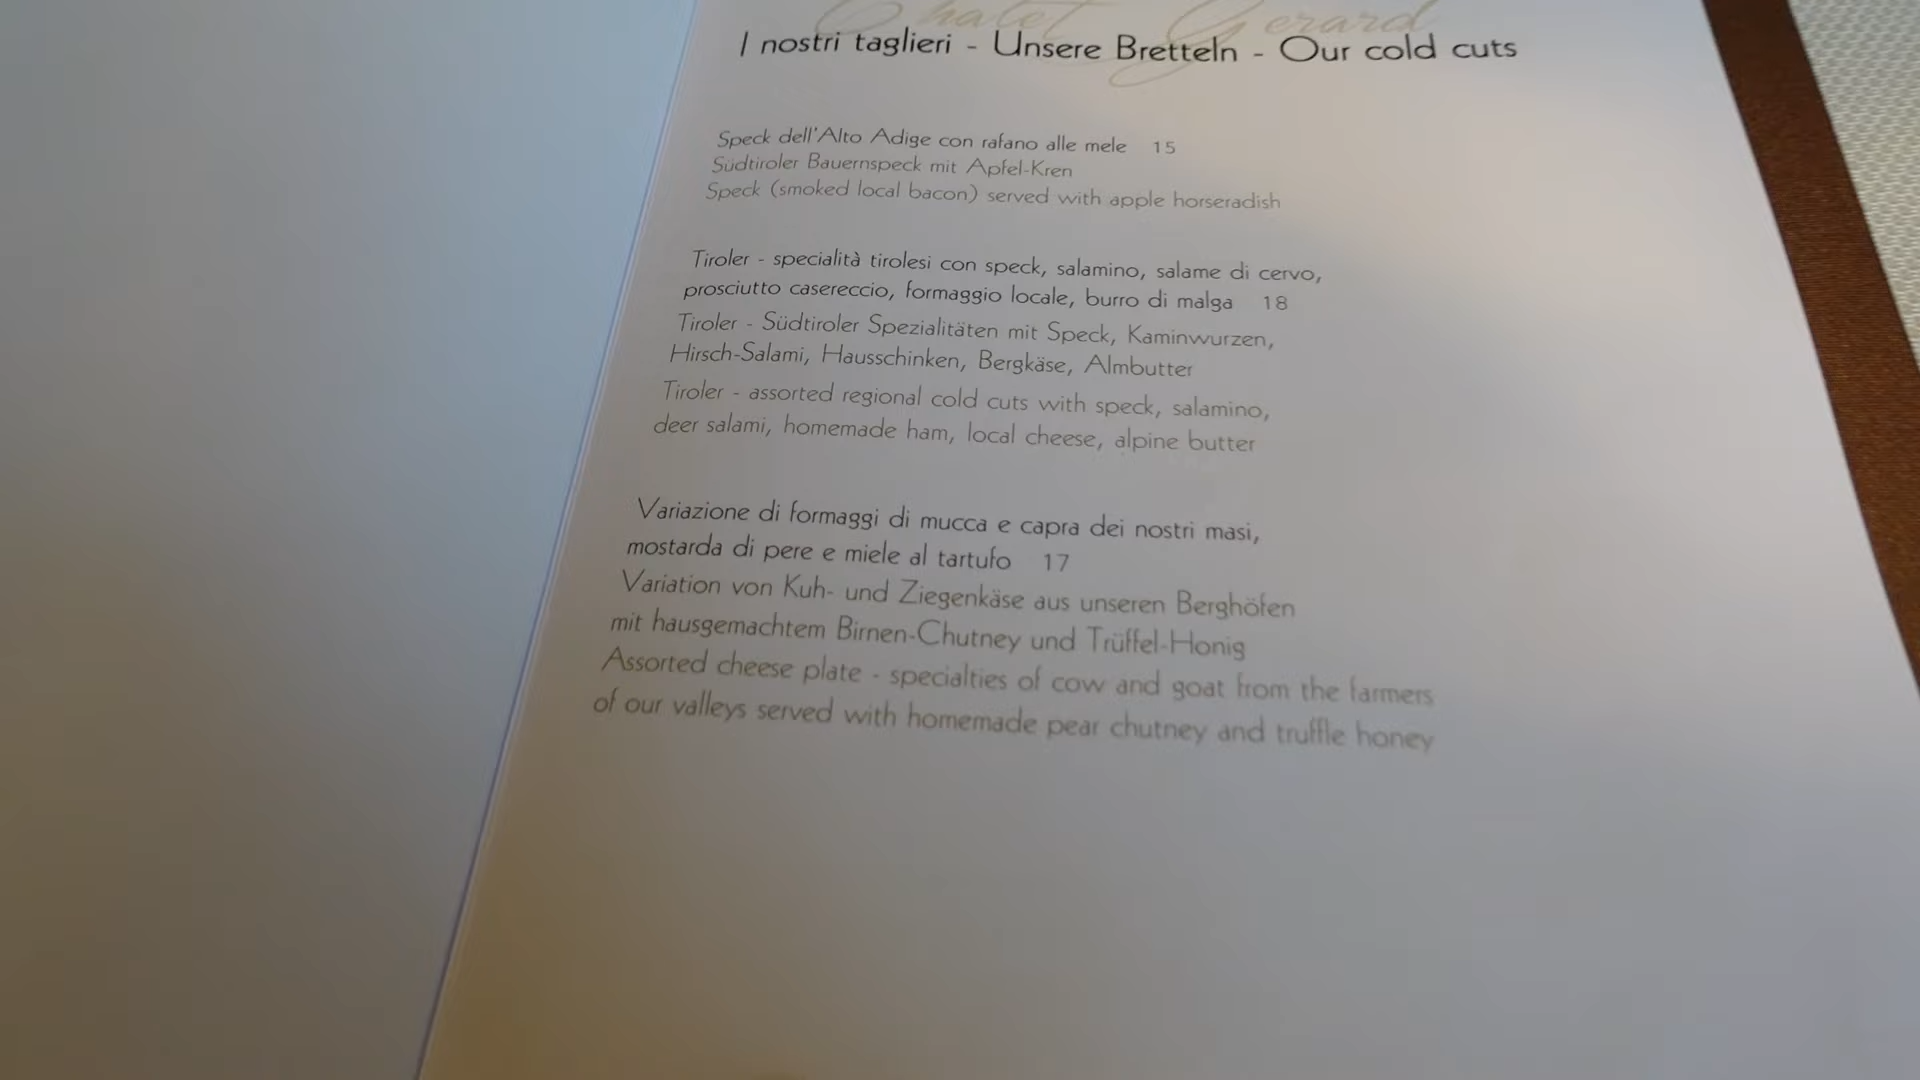 Chalet Gerard
I nostri taglieri - Unsere Bretteln - Our cold cuts
Speck dell'Alto Adige con rafano alle mele 15
Südtiroler Bauernspeck mit Apfel-Kren
Speck (smoked local bacon) served with apple horseradish
Tiroler - specialità tirolesi con speck, salamino, salame di cervo,
prosciutto casereccio, formaggio locale, burro di malga 18
Tiroler - Südtiroler Spezialitäten mit Speck, Kaminwurzen,
Hirsch-Salami, Hausschinken, Bergkäse, Almbutter
Tiroler - assorted regional cold cuts with speck, salamino,
deer salami, homemade ham, local cheese, alpine butter
Variazione di formaggi di mucca e capra dei nostri masi,
mostarda di pere e miele al tartufo 17
Variation von Kuh- und Ziegenkäse aus unseren Berghöfen
mit hausgemachtem Birnen-Chutney und Trüffel-Honig
Assorted cheese plate - specialties of cow and goat from the farmers
of our valleys served with homemade pear chutney and truffle honey